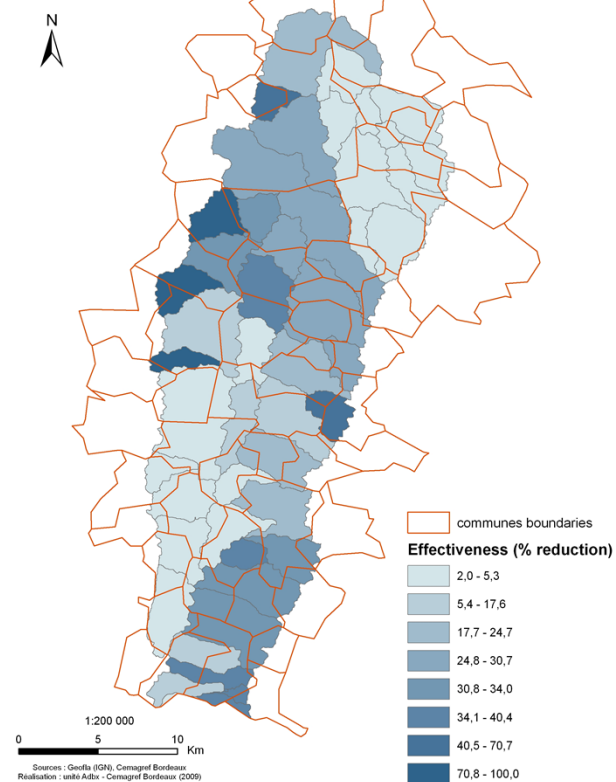 N
communes boundaries
Effectiveness (% reduction)
2,0 - 5,3
5,4 - 17,6
17,7 - 24,7
24,8 - 30,7
30,8 - 34,0
34,1 - 40,4
40,5 - 70,7
70,8 - 100,0
1:200 000
0 5 10
Km
Sources : Geofla (IGN), Cemagref Bordeaux
Réalisation : unité Adbx - Cemagref Bordeaux (2009)